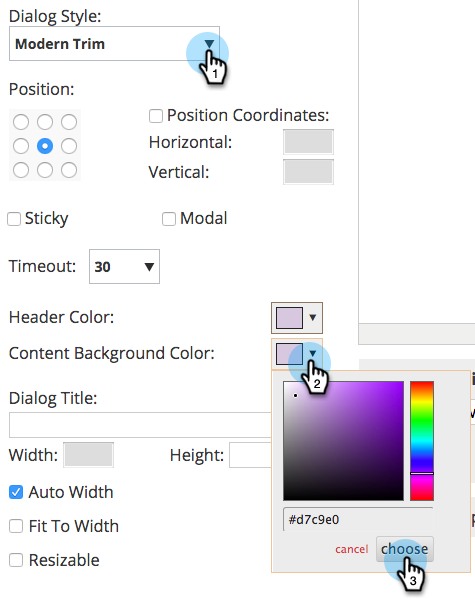 Dialog Style:
Modern Trim
1
Position:
Position Coordinates:
Horizontal:
Vertical:
Sticky Modal
Timeout: 30
Header Color:
Content Background Color:
2
Dialog Title:
Width: Height:
Auto Width
#d7c9e0
Fit To Width
cancel choose
Resizable
3